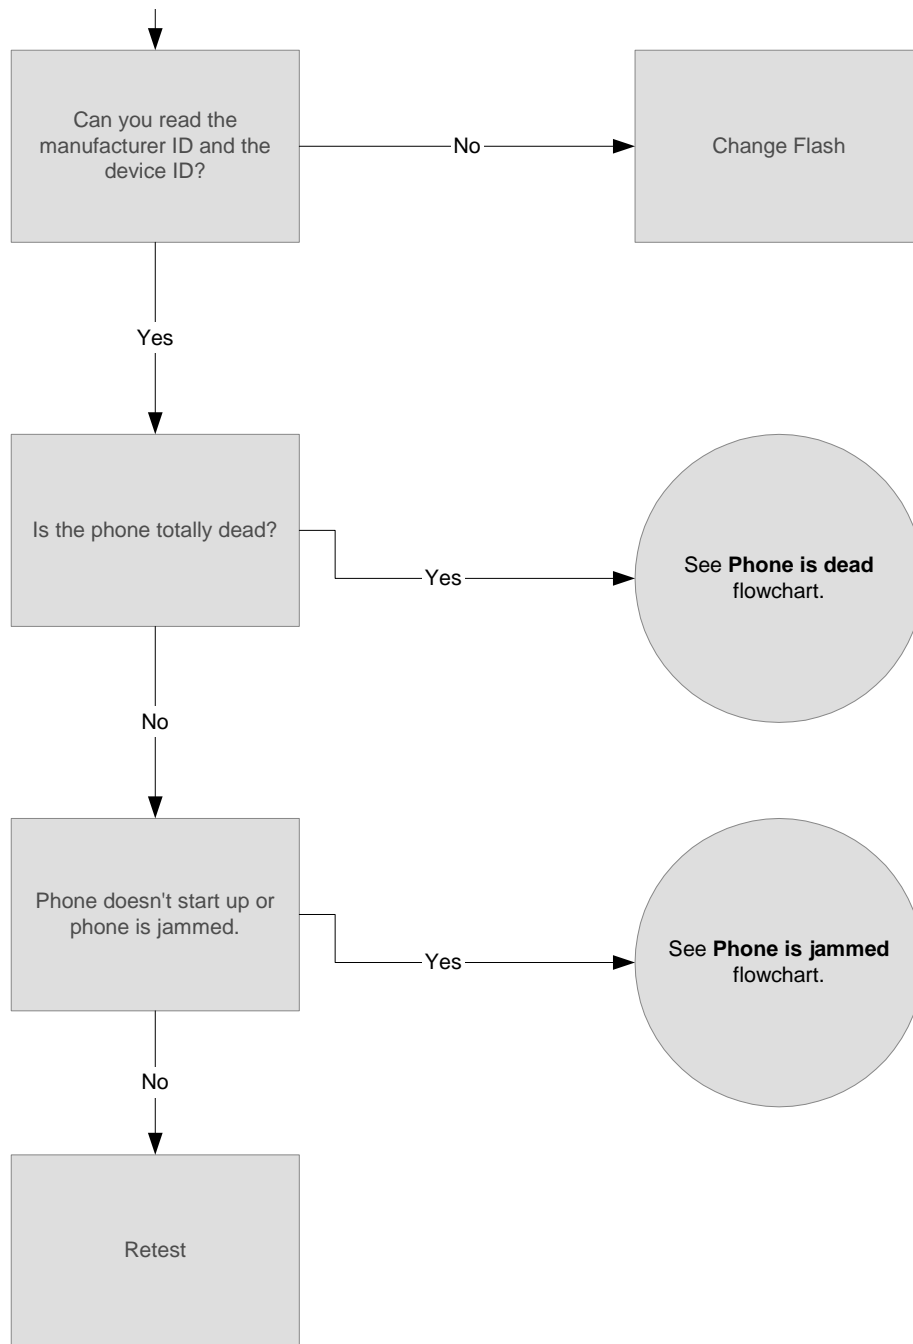 Can you read the
manufacturer ID and the
device ID?
No
Change Flash
Yes
Is the phone totally dead?
Yes
See Phone is dead
flowchart.
No
Phone doesn't start up or
phone is jammed.
Yes
See Phone is jammed
flowchart.
No
Retest